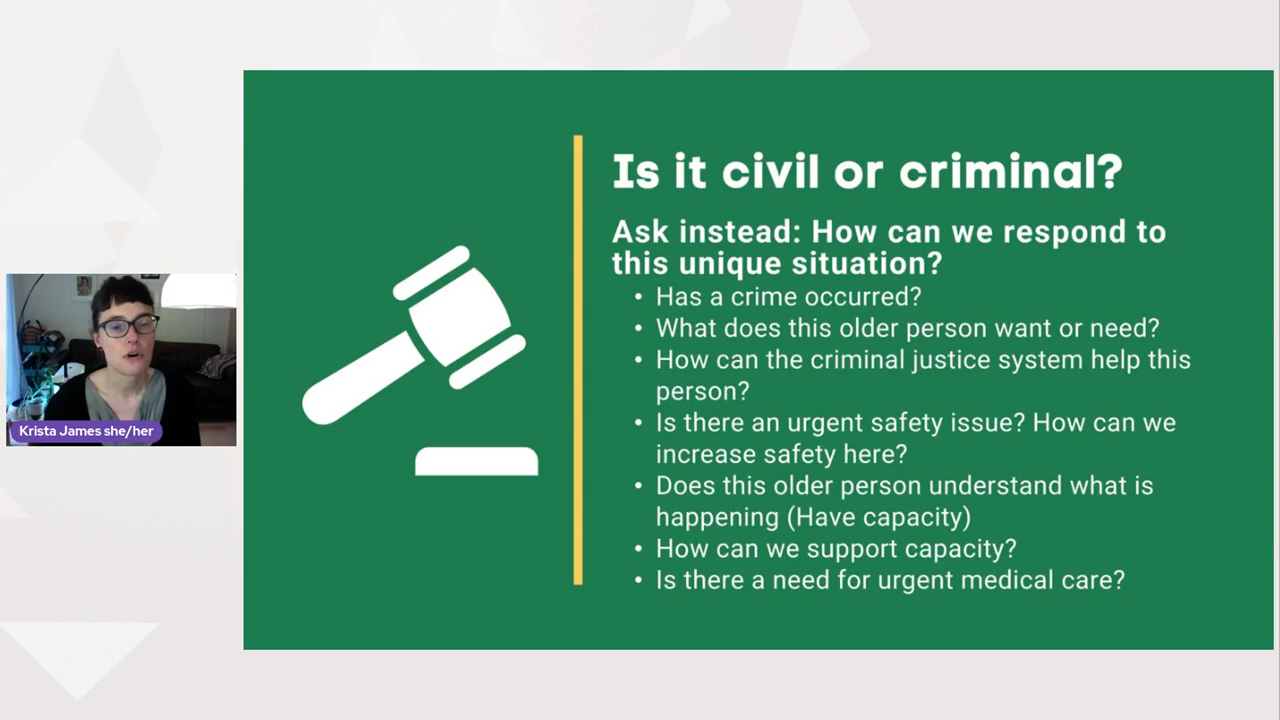 Is it civil or criminal?
Ask instead: How can we respond to
this unique situation?
• Has a crime occurred?
• What does this older person want or need?
• How can the criminal justice system help this
person?
• Is there an urgent safety issue? How can we
increase safety here?
• Does this older person understand what is
happening (Have capacity)
• How can we support capacity?
• Is there a need for urgent medical care?
Krista James she/her